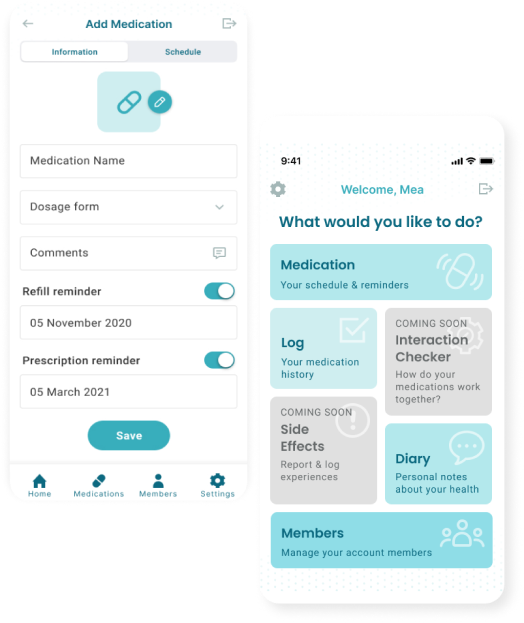 Add Medication
Information
Schedule
Medication Name
Dosage form
Comments
Refill reminder
05 November 2020
Prescription reminder
05 March 2021
Save
Home
Medications
Members
Settings
9:41
Welcome, Mea
What would you like to do?
Medication
Your schedule & reminders
Log
Your medication
history
COMING SOON
Interaction
Checker
How do your
medications work
together?
COMING SOON
Side
Effects
Report & log
experiences
Diary
Personal notes
about your health
Members
Manage your account members